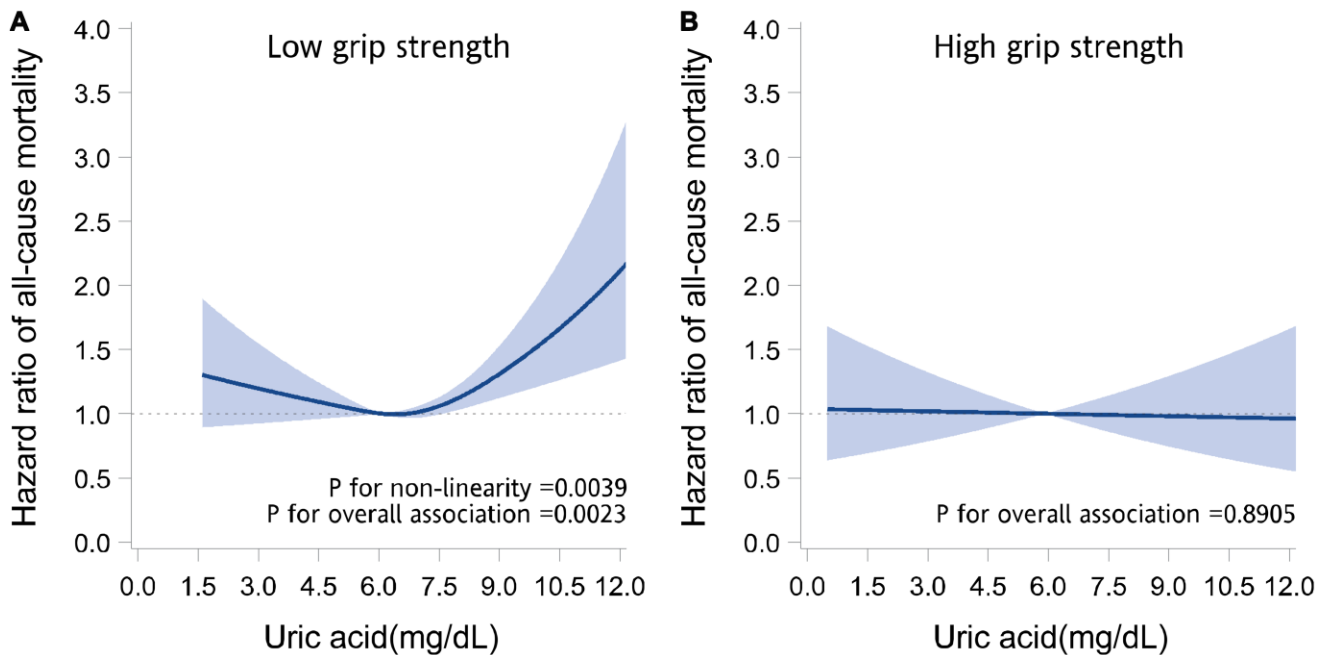 A
Low grip strength
Hazard ratio of all-cause mortality
4.0
3.5
3.0
2.5
2.0
1.5
1.0
0.5
0.0
P for non-linearity =0.0039
P for overall association =0.0023
0.0 1.5 3.0 4.5 6.0 7.5 9.0 10.5 12.0
Uric acid(mg/dL)
B
High grip strength
Hazard ratio of all-cause mortality
4.0
3.5
3.0
2.5
2.0
1.5
1.0
0.5
0.0
P for overall association =0.8905
0.0 1.5 3.0 4.5 6.0 7.5 9.0 10.5 12.0
Uric acid(mg/dL)